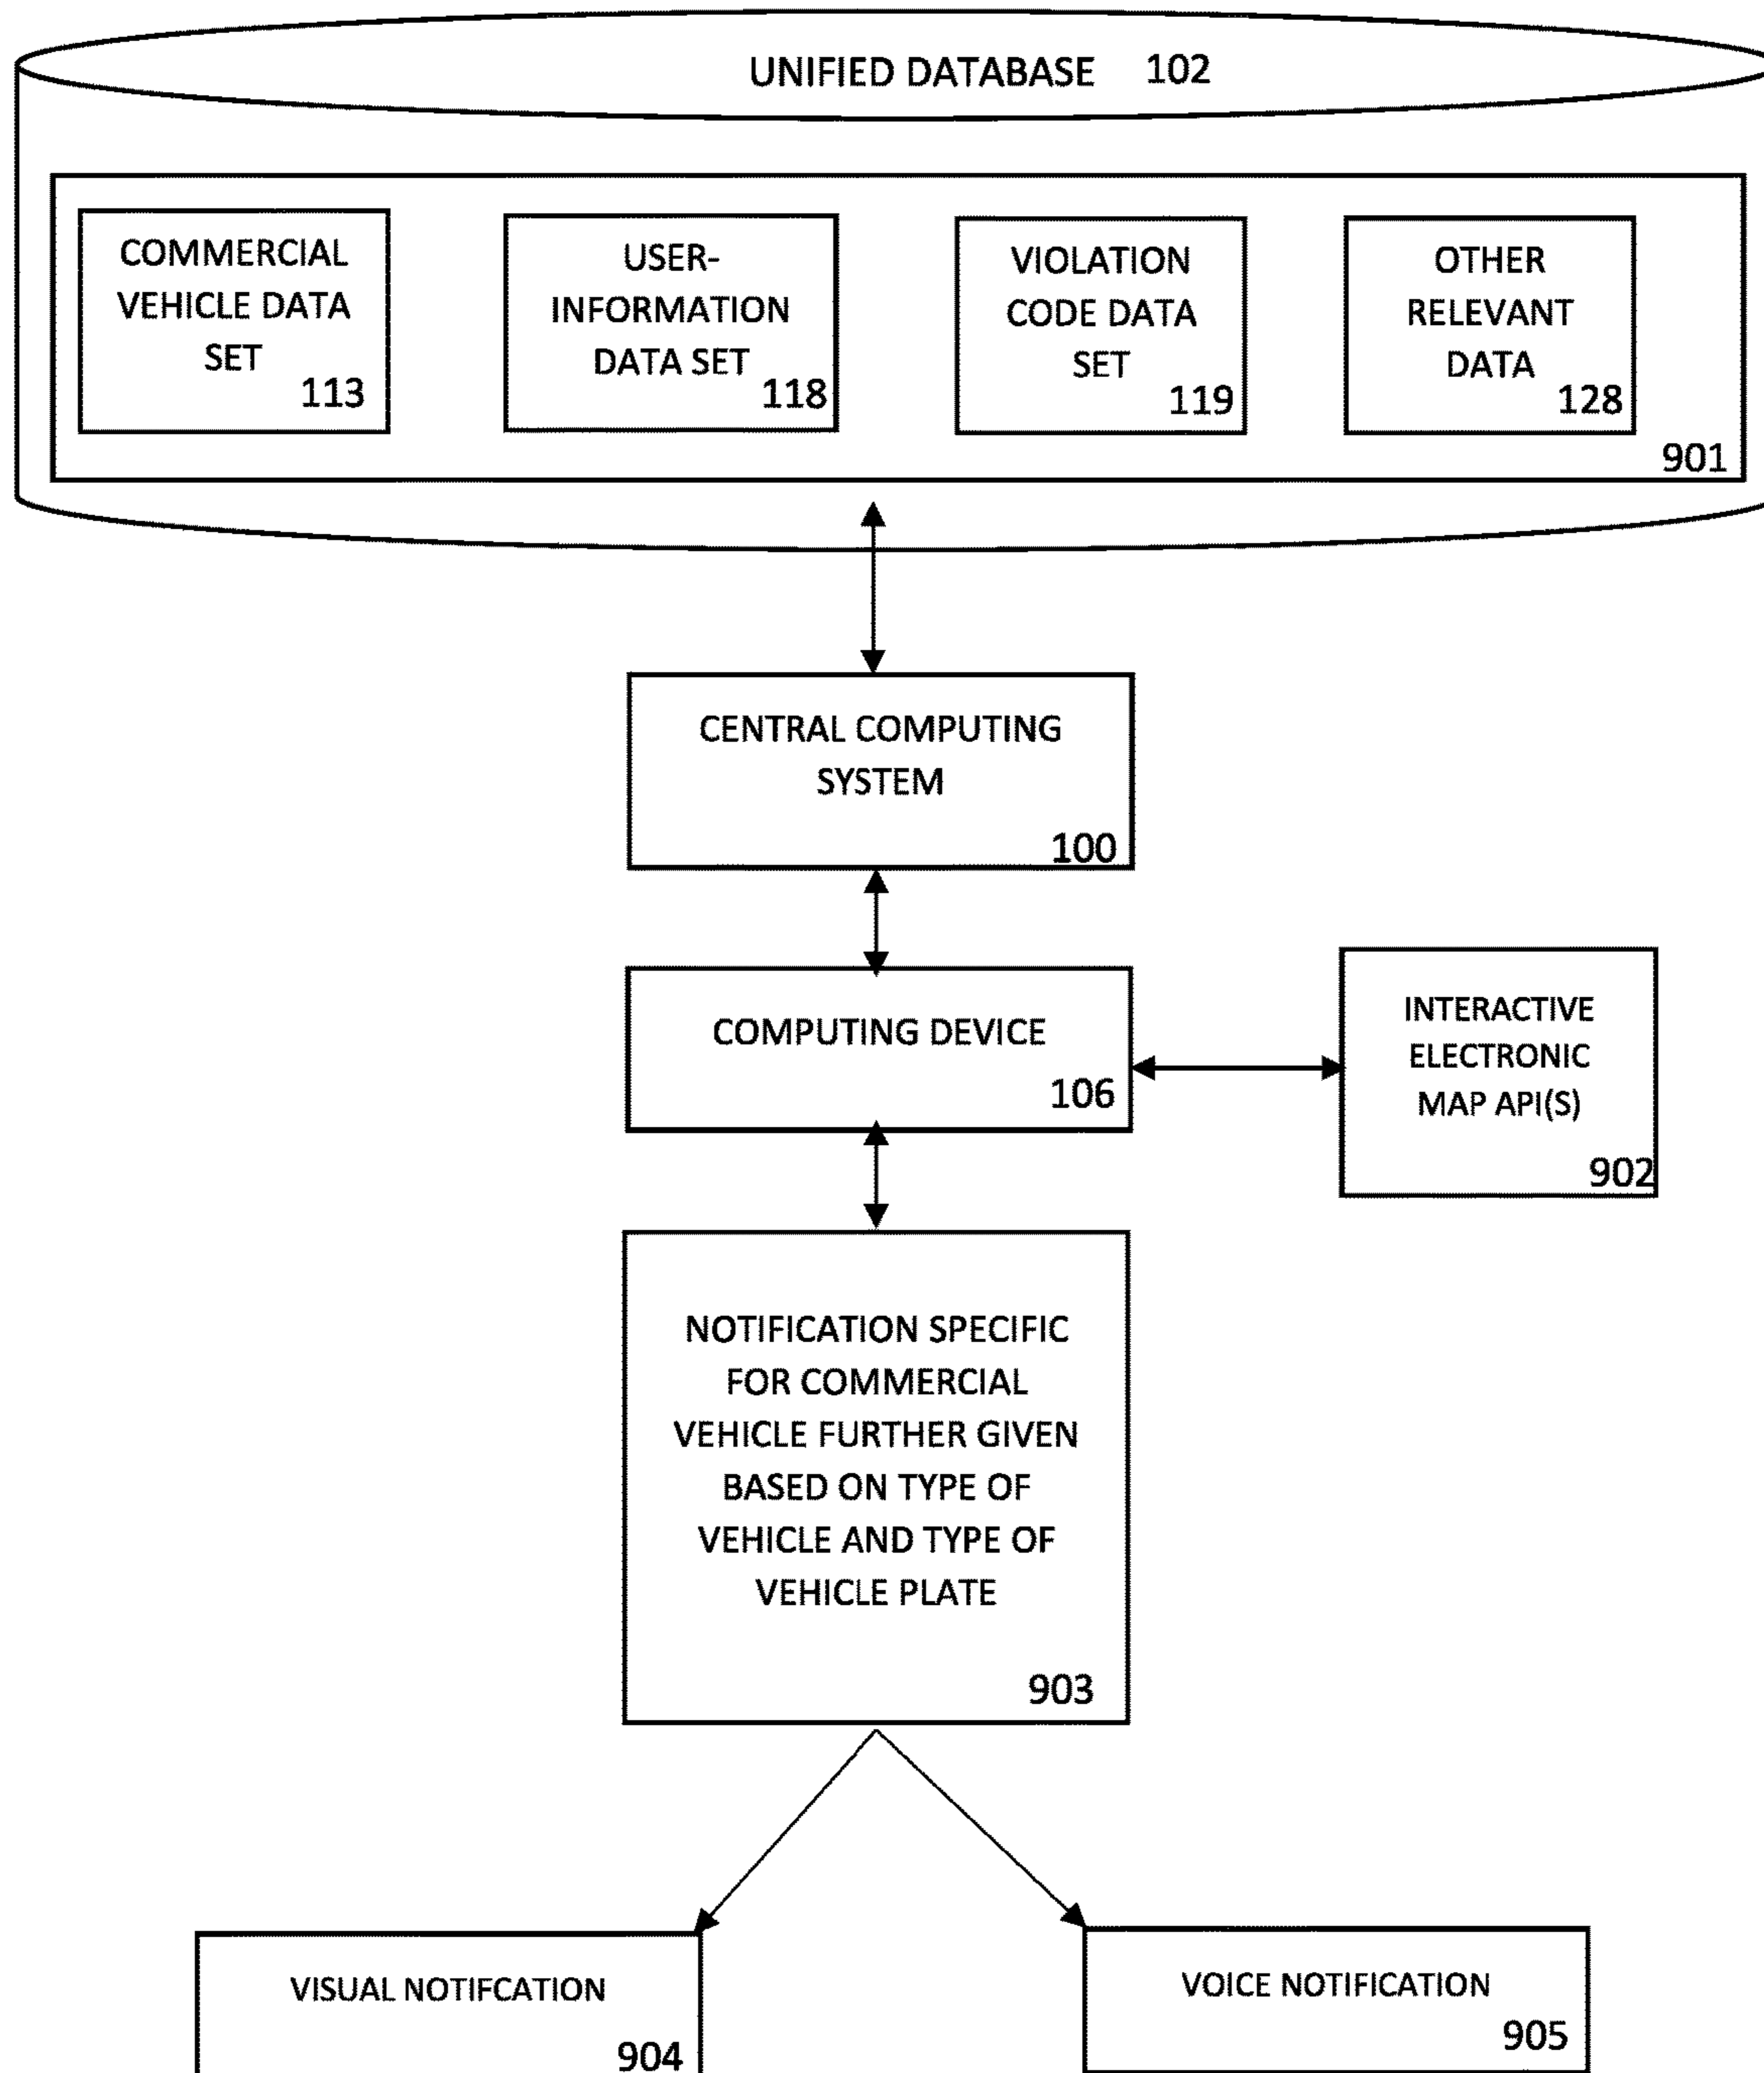 UNIFIED DATABASE 102
COMMERCIAL
VEHICLE DATA
SET
113
USER-
INFORMATION
DATA SET
118
VIOLATION
CODE DATA
SET
119
OTHER
RELEVANT
DATA
128
901
CENTRAL COMPUTING
SYSTEM
100
COMPUTING DEVICE
106
INTERACTIVE
ELECTRONIC
MAP API(S)
902
NOTIFICATION SPECIFIC
FOR COMMERCIAL
VEHICLE FURTHER GIVEN
BASED ON TYPE OF
VEHICLE AND TYPE OF
VEHICLE PLATE
903
VISUAL NOTIFCATION
904
VOICE NOTIFICATION
905